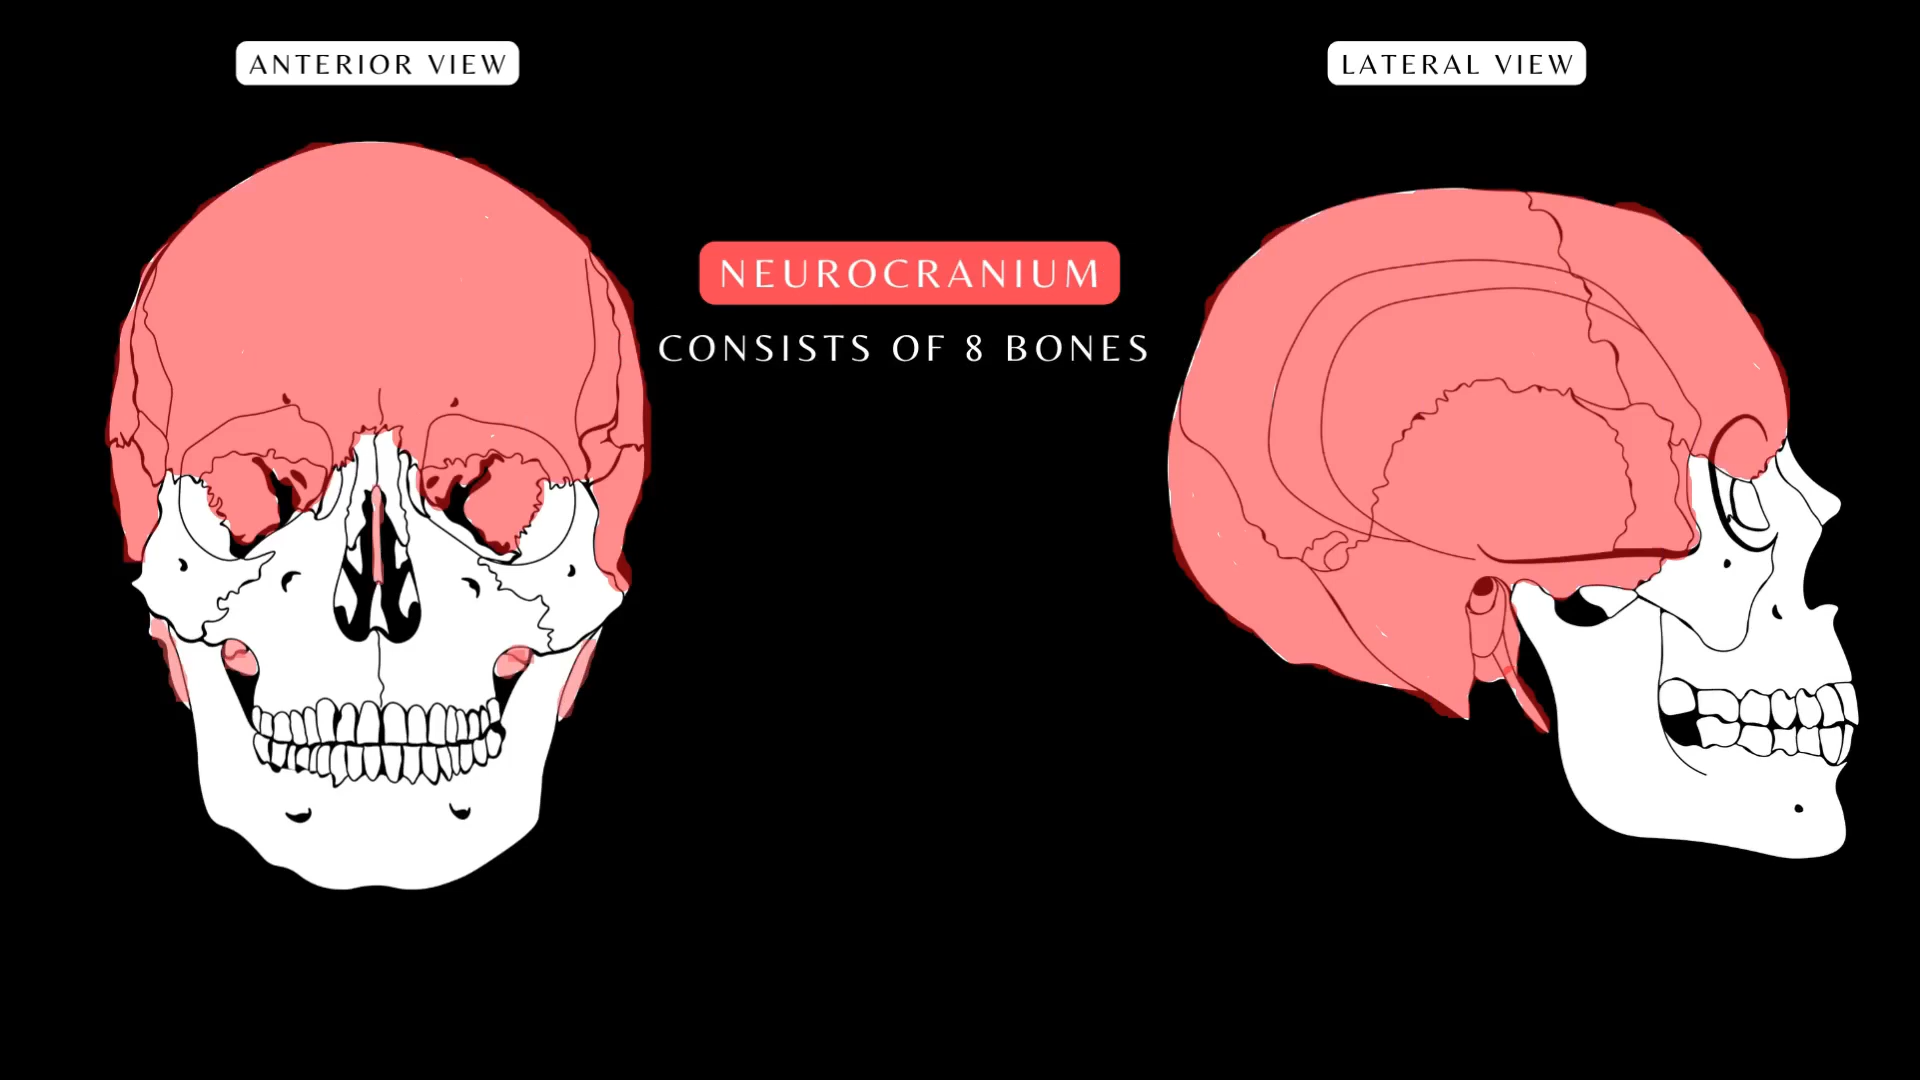 ANTERIOR VIEW
LATERAL VIEW
NEUROCRANIUM
CONSISTS OF 8 BONES